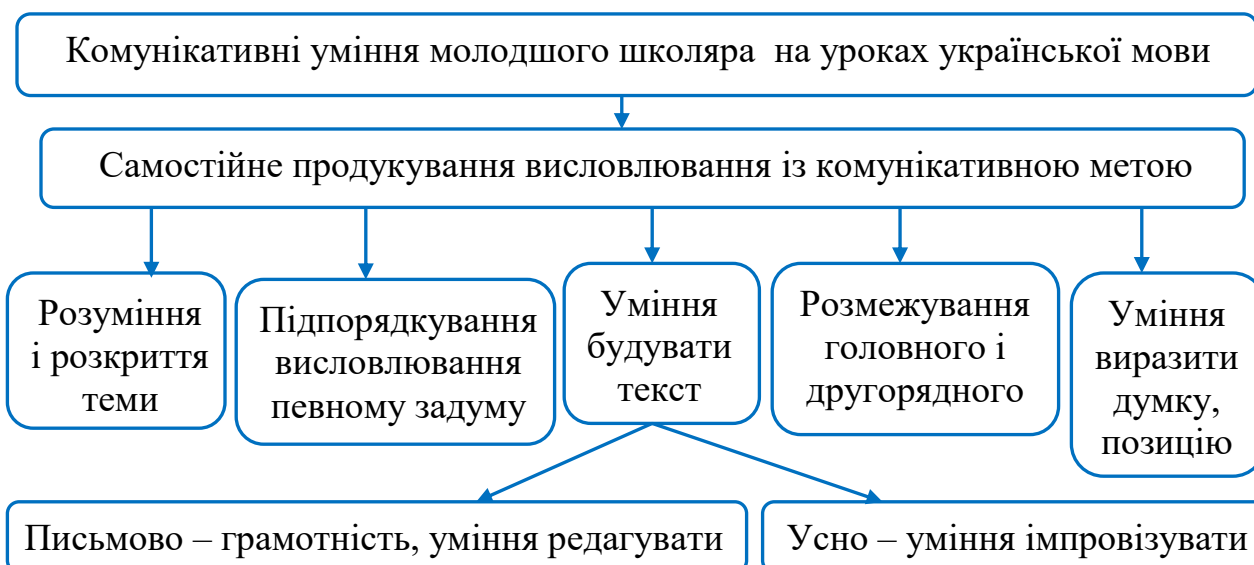 Комунікативні уміння молодшого школяра на уроках української мови
Самостійне продукування висловлювання із комунікативною метою
Розуміння
і розкриття
теми
Підпорядкування
висловлювання
певному задуму
Уміння
будувати
текст
Розмежування
головного і
другорядного
Уміння
виразити
думку,
позицію
Письмово – грамотність, уміння редагувати
Усно – уміння імпровізувати